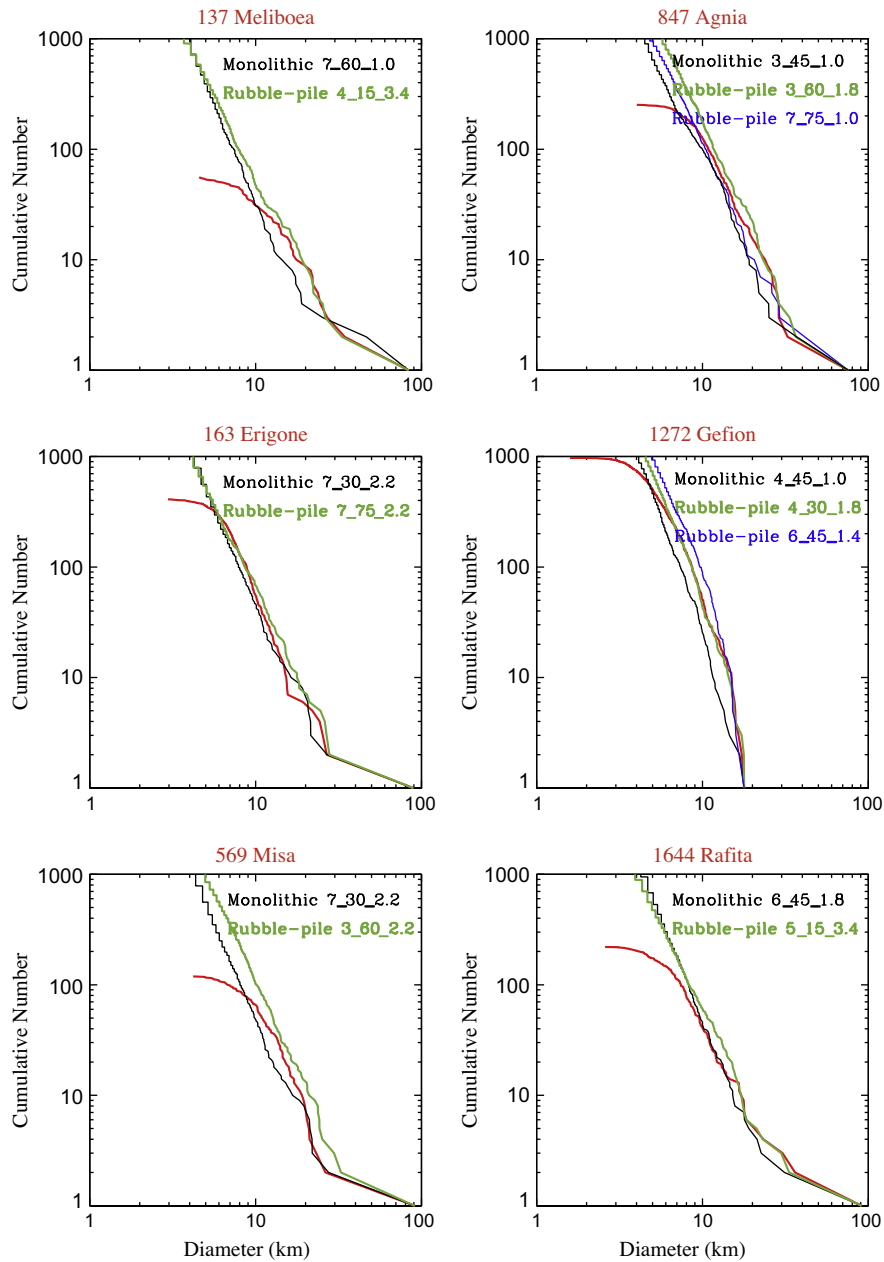 137 Meliboea
Cumulative Number
1000
100
10
1
Monolithic 7_60_1.0
Rubble-pile 4_15_3.4
1 10 100
847 Agnia
Cumulative Number
1000
100
10
1
Monolithic 3_45_1.0
Rubble-pile 3_60_1.8
Rubble-pile 7_75_1.0
1 10 100
163 Erigone
Cumulative Number
1000
100
10
1
Monolithic 7_30_2.2
Rubble-pile 7_75_2.2
1 10 100
1272 Gefion
Cumulative Number
1000
100
10
1
Monolithic 4_45_1.0
Rubble-pile 4_30_1.8
Rubble-pile 6_45_1.4
1 10 100
569 Misa
Cumulative Number
1000
100
10
1
Monolithic 7_30_2.2
Rubble-pile 3_60_2.2
1 10 100
Diameter (km)
1644 Rafita
Cumulative Number
1000
100
10
1
Monolithic 6_45_1.8
Rubble-pile 5_15_3.4
1 10 100
Diameter (km)